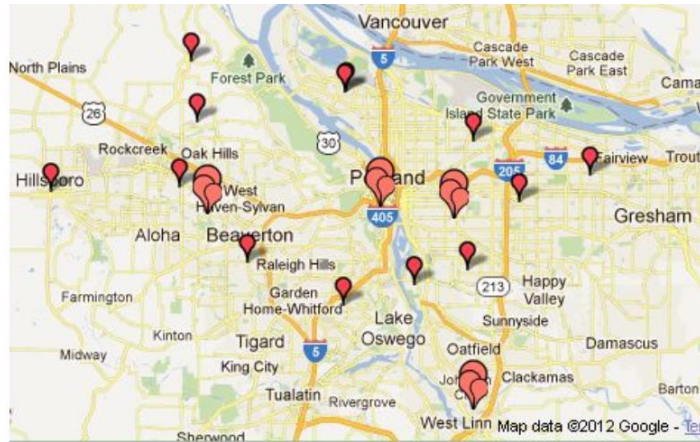 Vancouver
Cascade
Park West
Cascade
Park East
North Plains
5
Forest Park
Government
Island State Park
26
30
Rockcreek
Oak Hills
205
84
Fairview
Hillsboro
West
Haven-Sylvan
405
Gresham
Aloha
Beaverton
Raleigh Hills
213
Happy
Valley
Farmington
Garden
Home-Whitford
Lake
Oswego
Sunnyside
Kinton
Tigard
5
Oatfield
Damascus
Midway
King City
Clackamas
Tualatin
Rivergrove
Barton
West Linn
Map data ©2012 Google -
Sherwood